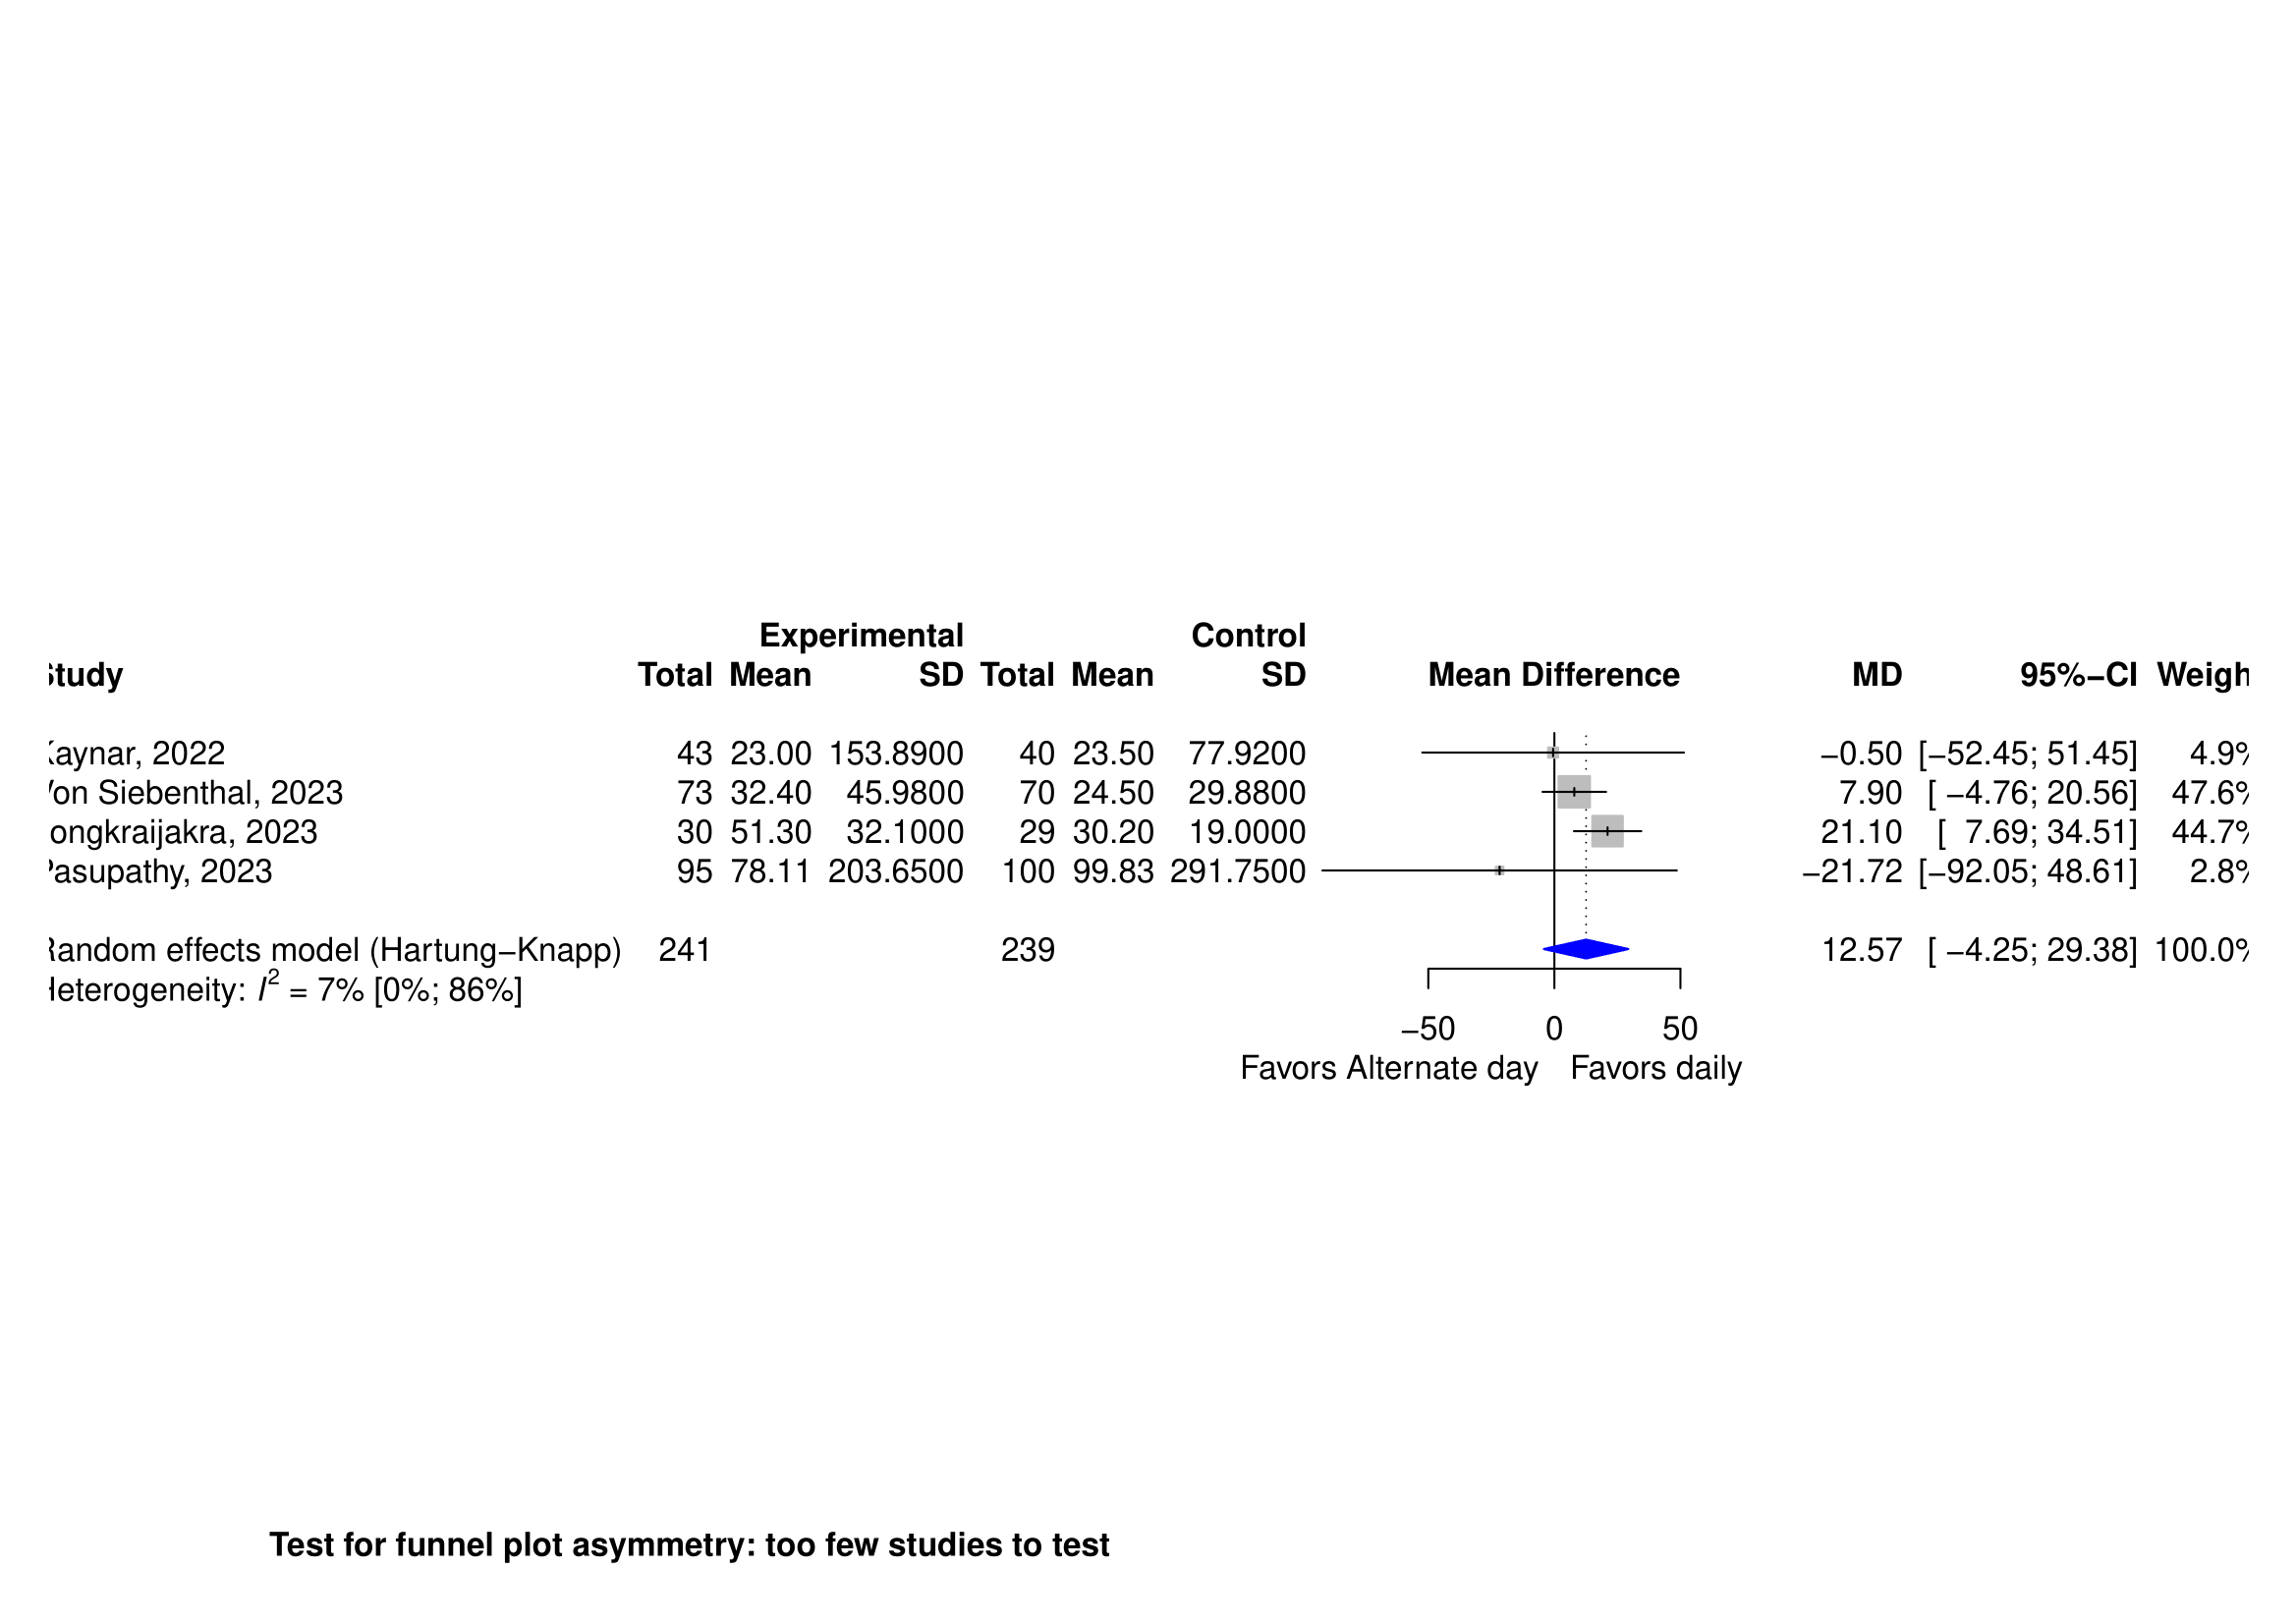 Experimental Control
Study Total Mean SD Total Mean SD Mean Difference MD 95%−CI Weigh
Kaynar, 2022 43 23.00 153.8900 40 23.50 77.9200 −0.50 [−52.45; 51.45] 4.9%
Von Siebenthal, 2023 73 32.40 45.9800 70 24.50 29.8800 7.90 [ −4.76; 20.56] 47.6%
ongkraijakra, 2023 30 51.30 32.1000 29 30.20 19.0000 21.10 [ 7.69; 34.51] 44.7%
Pasupathy, 2023 95 78.11 203.6500 100 99.83 291.7500 −21.72 [−92.05; 48.61] 2.8%
Random effects model (Hartung−Knapp) 241 239 12.57 [ −4.25; 29.38] 100.0%
Heterogeneity: I² = 7% [0%; 86%]
−50 0 50
Favors Alternate day Favors daily
Test for funnel plot asymmetry: too few studies to test